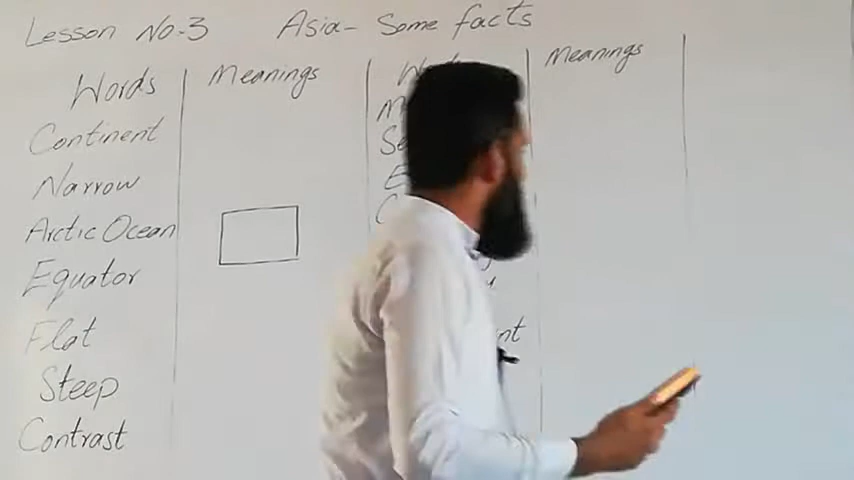 Lesson No.3 Asia- Some facts
Words Meanings Meanings
Continent
Narrow
Arctic Ocean
Equator
Flat
Steep
Contrast